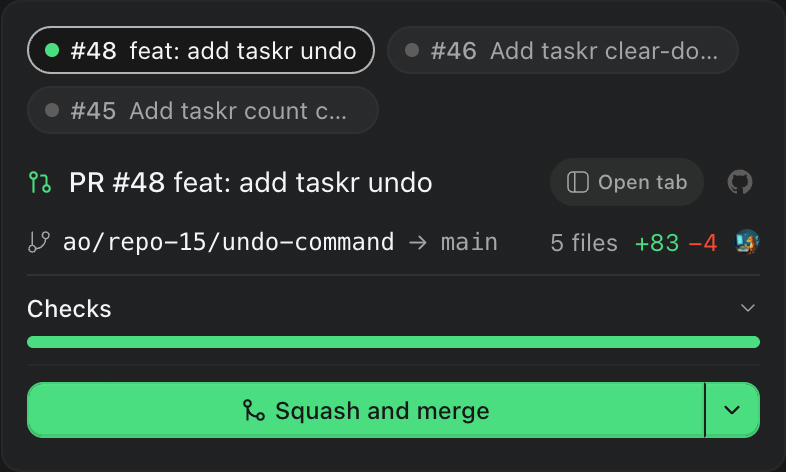 #48 feat: add taskr undo
#46 Add taskr clear-do...
#45 Add taskr count c...
PR #48 feat: add taskr undo
Open tab
ao/repo-15/undo-command → main
5 files +83 −4
Checks
Squash and merge